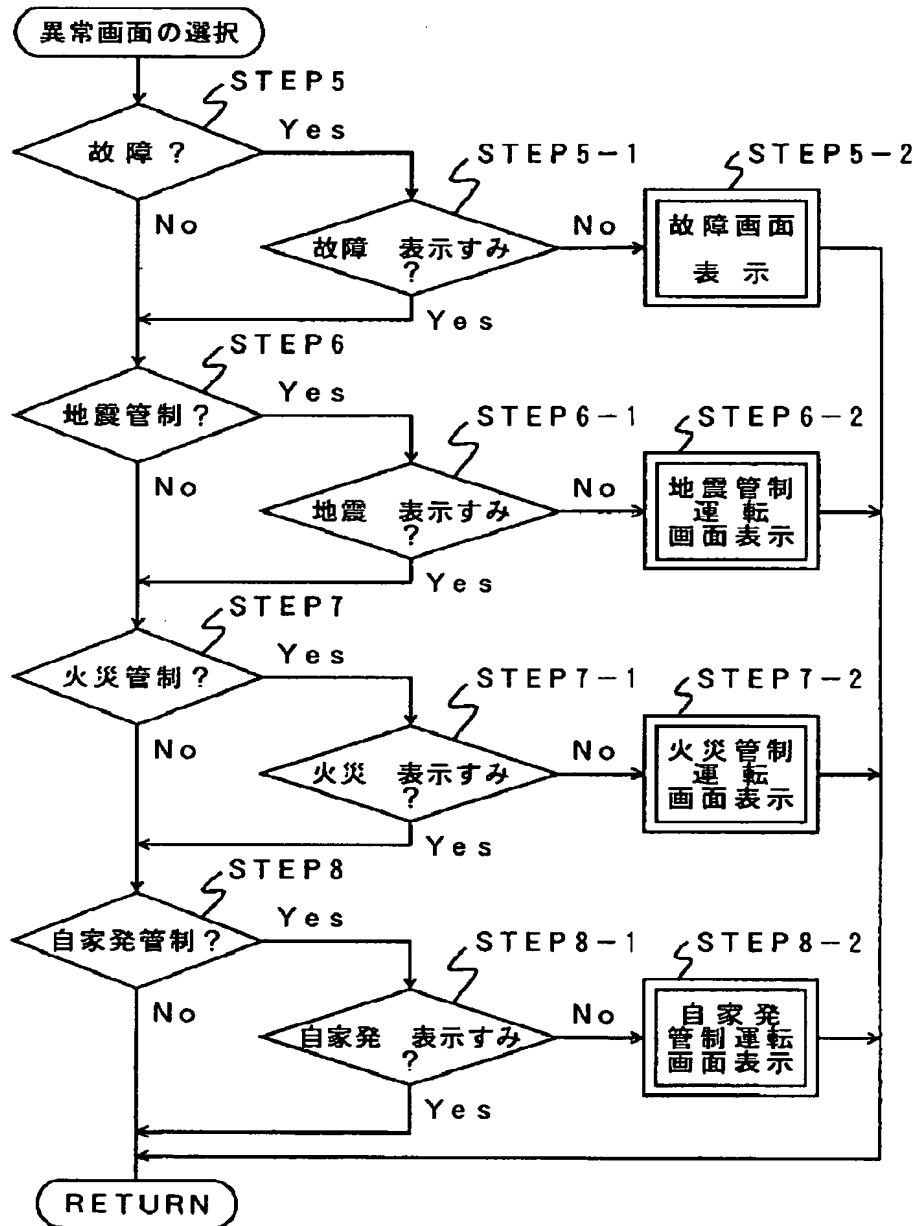 異常画面の選択
STEP5
故障？
Yes
No
STEP5-1
故障　表示すみ
？
No
Yes
STEP5-2
故障画面
表示
STEP6
地震管制？
Yes
No
STEP6-1
地震　表示すみ
？
No
Yes
STEP6-2
地震管制
運転
画面表示
STEP7
火災管制？
Yes
No
STEP7-1
火災　表示すみ
？
No
Yes
STEP7-2
火災管制
運転
画面表示
STEP8
自家発管制？
Yes
No
STEP8-1
自家発　表示すみ
？
No
Yes
STEP8-2
自家発
管制運転
画面表示
RETURN